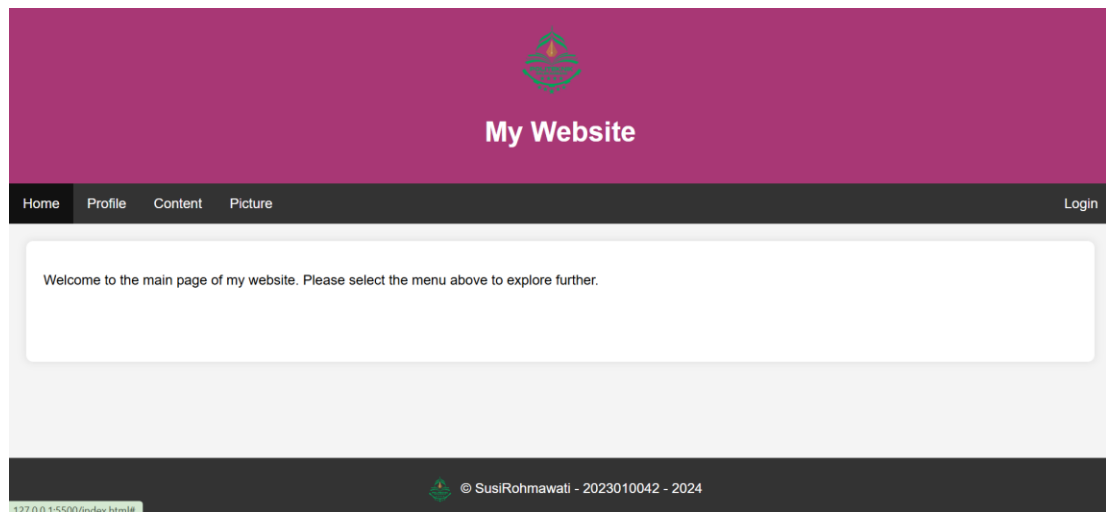 My Website
Home Profile Content Picture Login
Welcome to the main page of my website. Please select the menu above to explore further.
© SusiRohmawati - 2023010042 - 2024
127.0.0.1:5500/index.html#